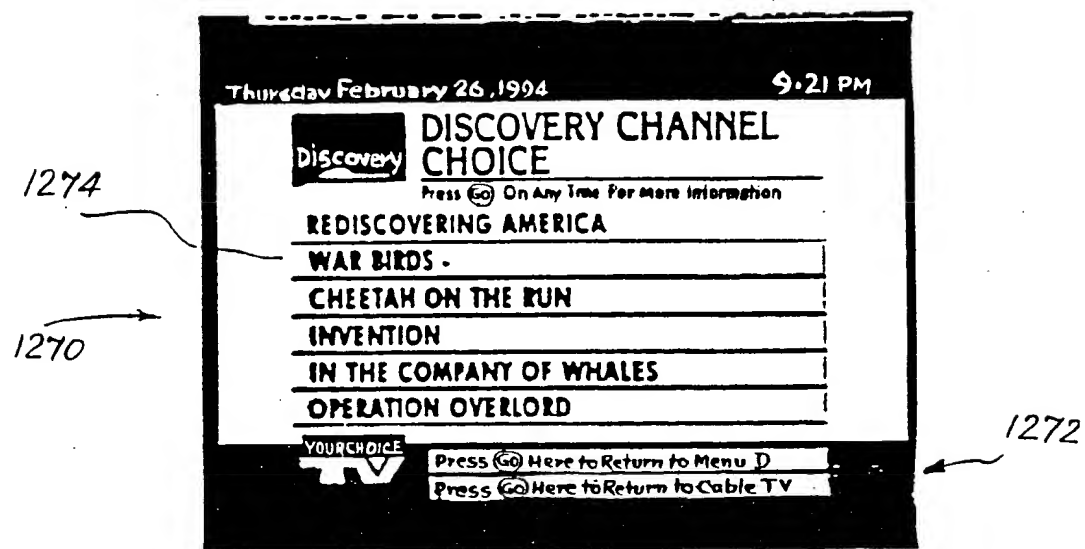 Thursday February 26, 1994 9:21 PM
Discovery
DISCOVERY CHANNEL
CHOICE
Press Go On Any Time For More Information
1274
REDISCOVERING AMERICA
WAR BIRDS -
CHEETAH ON THE RUN
1270
INVENTION
IN THE COMPANY OF WHALES
OPERATION OVERLORD
1272
YOUR CHOICE
TV
Press Go Here to Return to Menu D
Press Go Here to Return to Cable TV